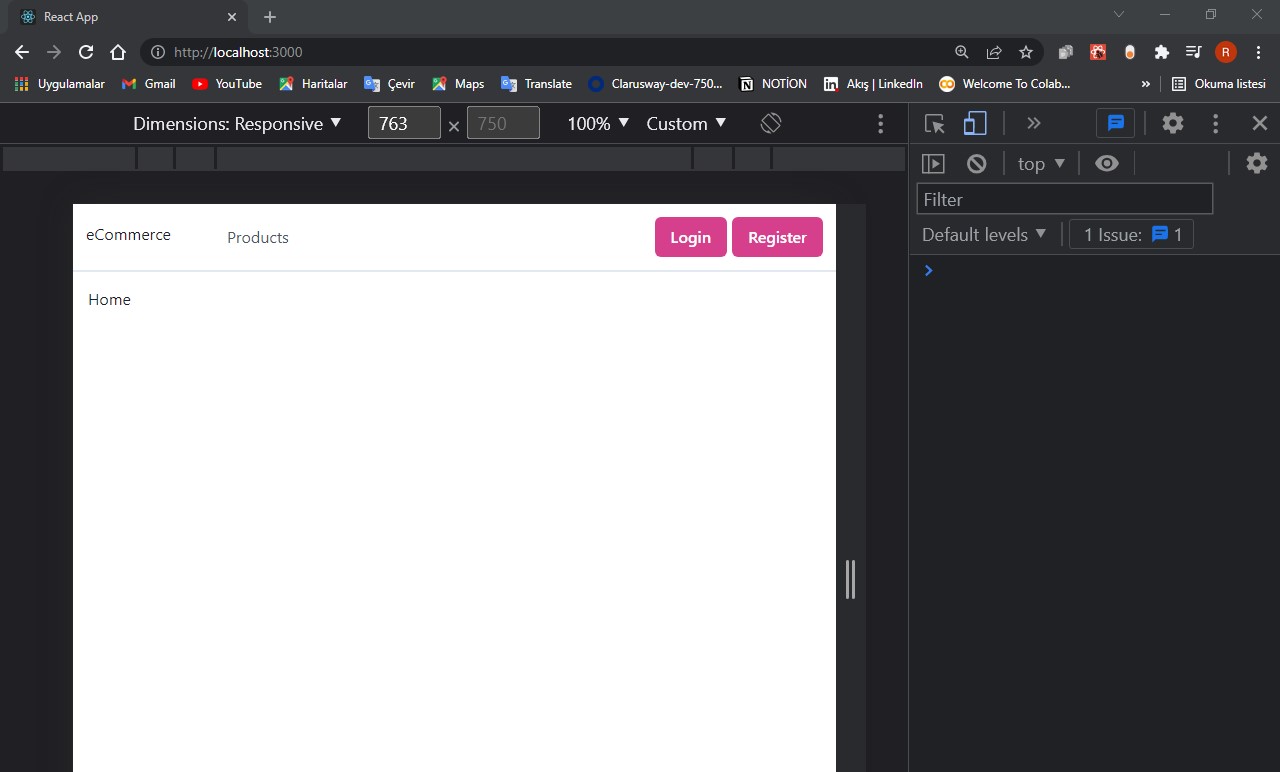 React App
http://localhost:3000
R
Uygulamalar Gmail YouTube Haritalar Çevir Maps Translate Clarusway-dev-750... NOTİON Akış | LinkedIn Welcome To Colab... » Okuma listesi
Dimensions: Responsive 763 × 750 100% Custom
top
Filter
Default levels 1 Issue: 1
eCommerce Products Login Register
Home